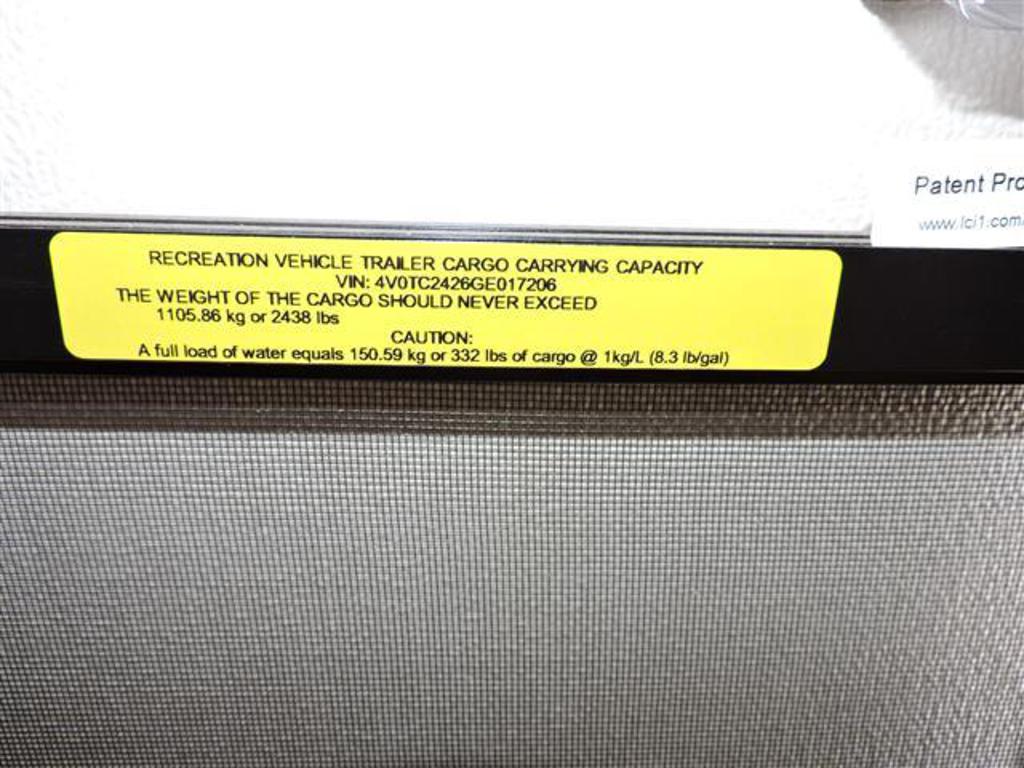 Patent Pro
www.lci1.com
RECREATION VEHICLE TRAILER CARGO CARRYING CAPACITY
VIN: 4V0TC2426GE017206
THE WEIGHT OF THE CARGO SHOULD NEVER EXCEED
1105.86 kg or 2438 lbs
CAUTION:
A full load of water equals 150.59 kg or 332 lbs of cargo @ 1kg/L (8.3 lb/gal)